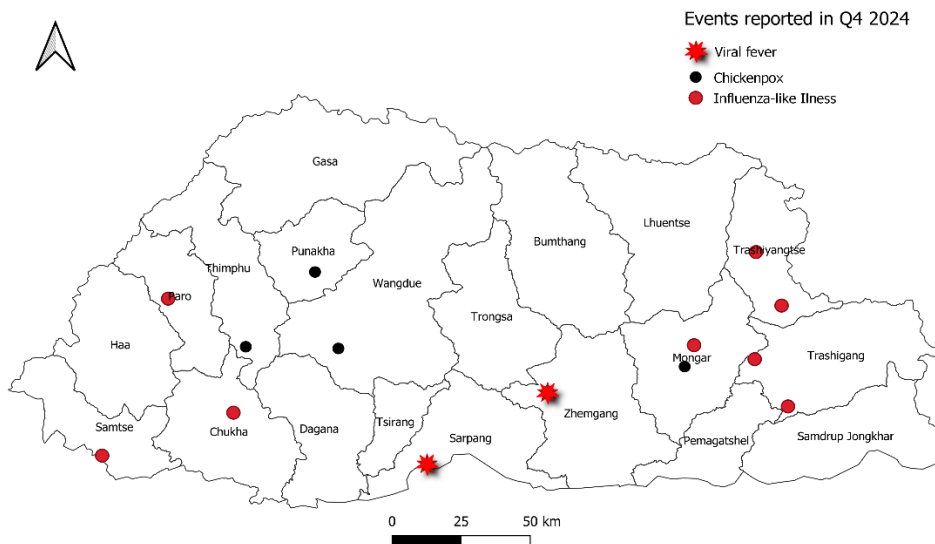 Events reported in Q4 2024
Viral fever
Chickenpox
Influenza-like Ilness
Gasa
Lhuentse
Punakha
Bumthang
Trashiyangtse
Thimphu
Wangdue
Paro
Trongsa
Haa
Mongar
Trashigang
Tsirang
Zhemgang
Samtse
Chukha
Dagana
Sarpang
Pemagatshel
Samdrup Jongkhar
0 25 50 km